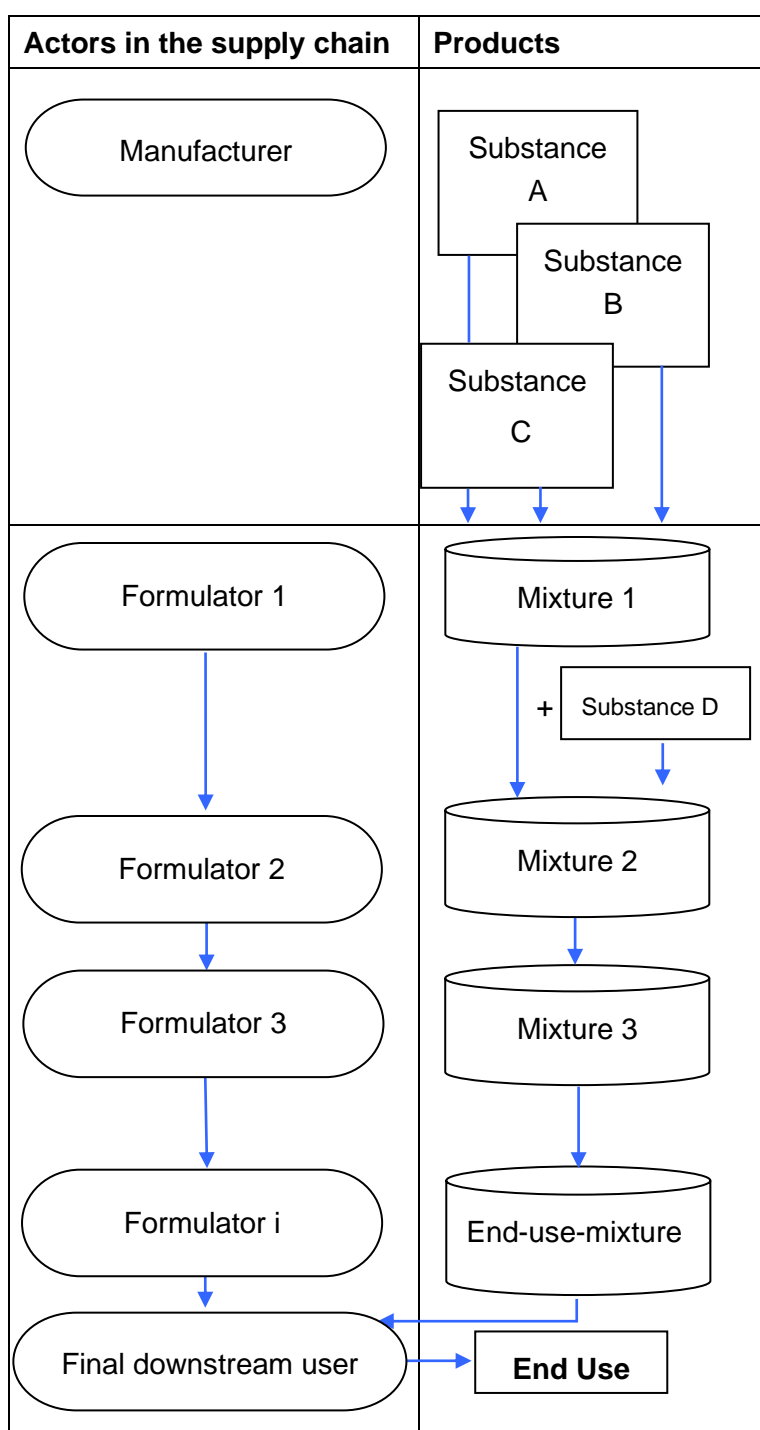 Actors in the supply chain
Products
Manufacturer
Substance
A
Substance
B
Substance
C
Formulator 1
Mixture 1
+
Substance D
Formulator 2
Mixture 2
Formulator 3
Mixture 3
Formulator i
End-use-mixture
Final downstream user
End Use